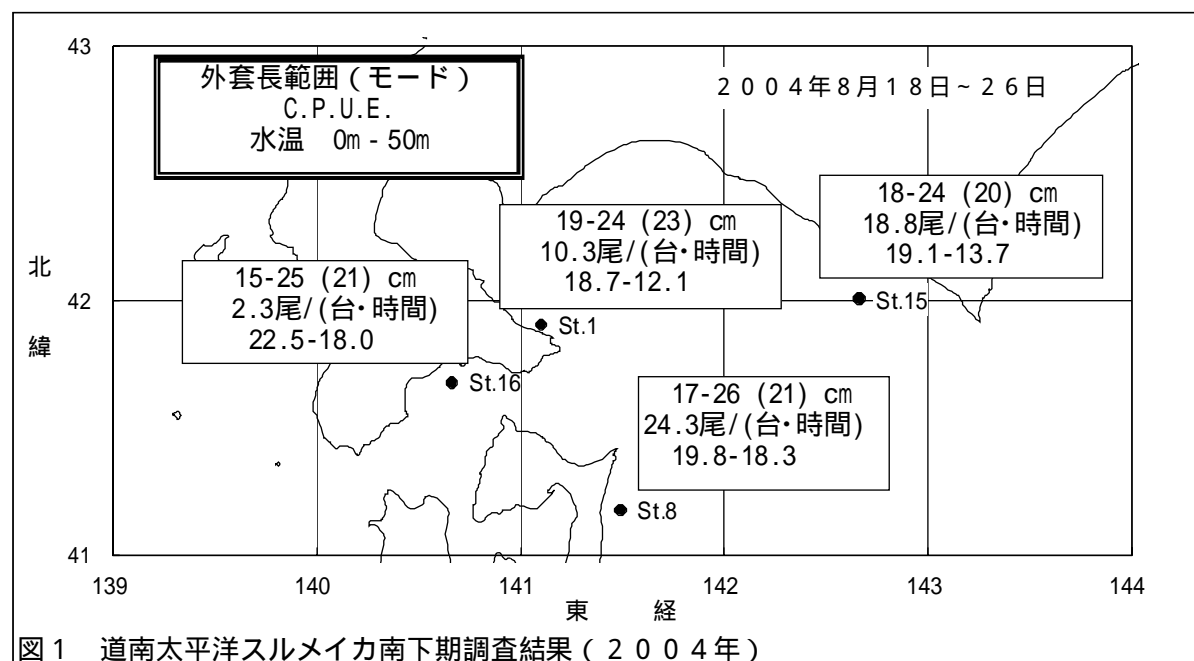 43
外套長範囲(モード)
C.P.U.E.
水温 0m - 50m
2004年8月18日~26日
18-24 (20) cm
18.8尾/(台・時間)
19.1-13.7
19-24 (23) cm
10.3尾/(台・時間)
18.7-12.1
15-25 (21) cm
2.3尾/(台・時間)
22.5-18.0
北
緯
42
St.15
St.1
St.16
17-26 (21) cm
24.3尾/(台・時間)
19.8-18.3
St.8
41
139 140 141 142 143 144
東 経
図1 道南太平洋スルメイカ南下期調査結果(2004年)